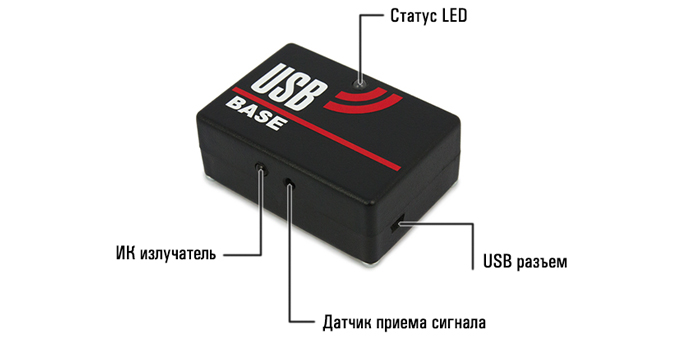 Статус LED
USB
BASE
ИК излучатель
USB разъем
Датчик приема сигнала